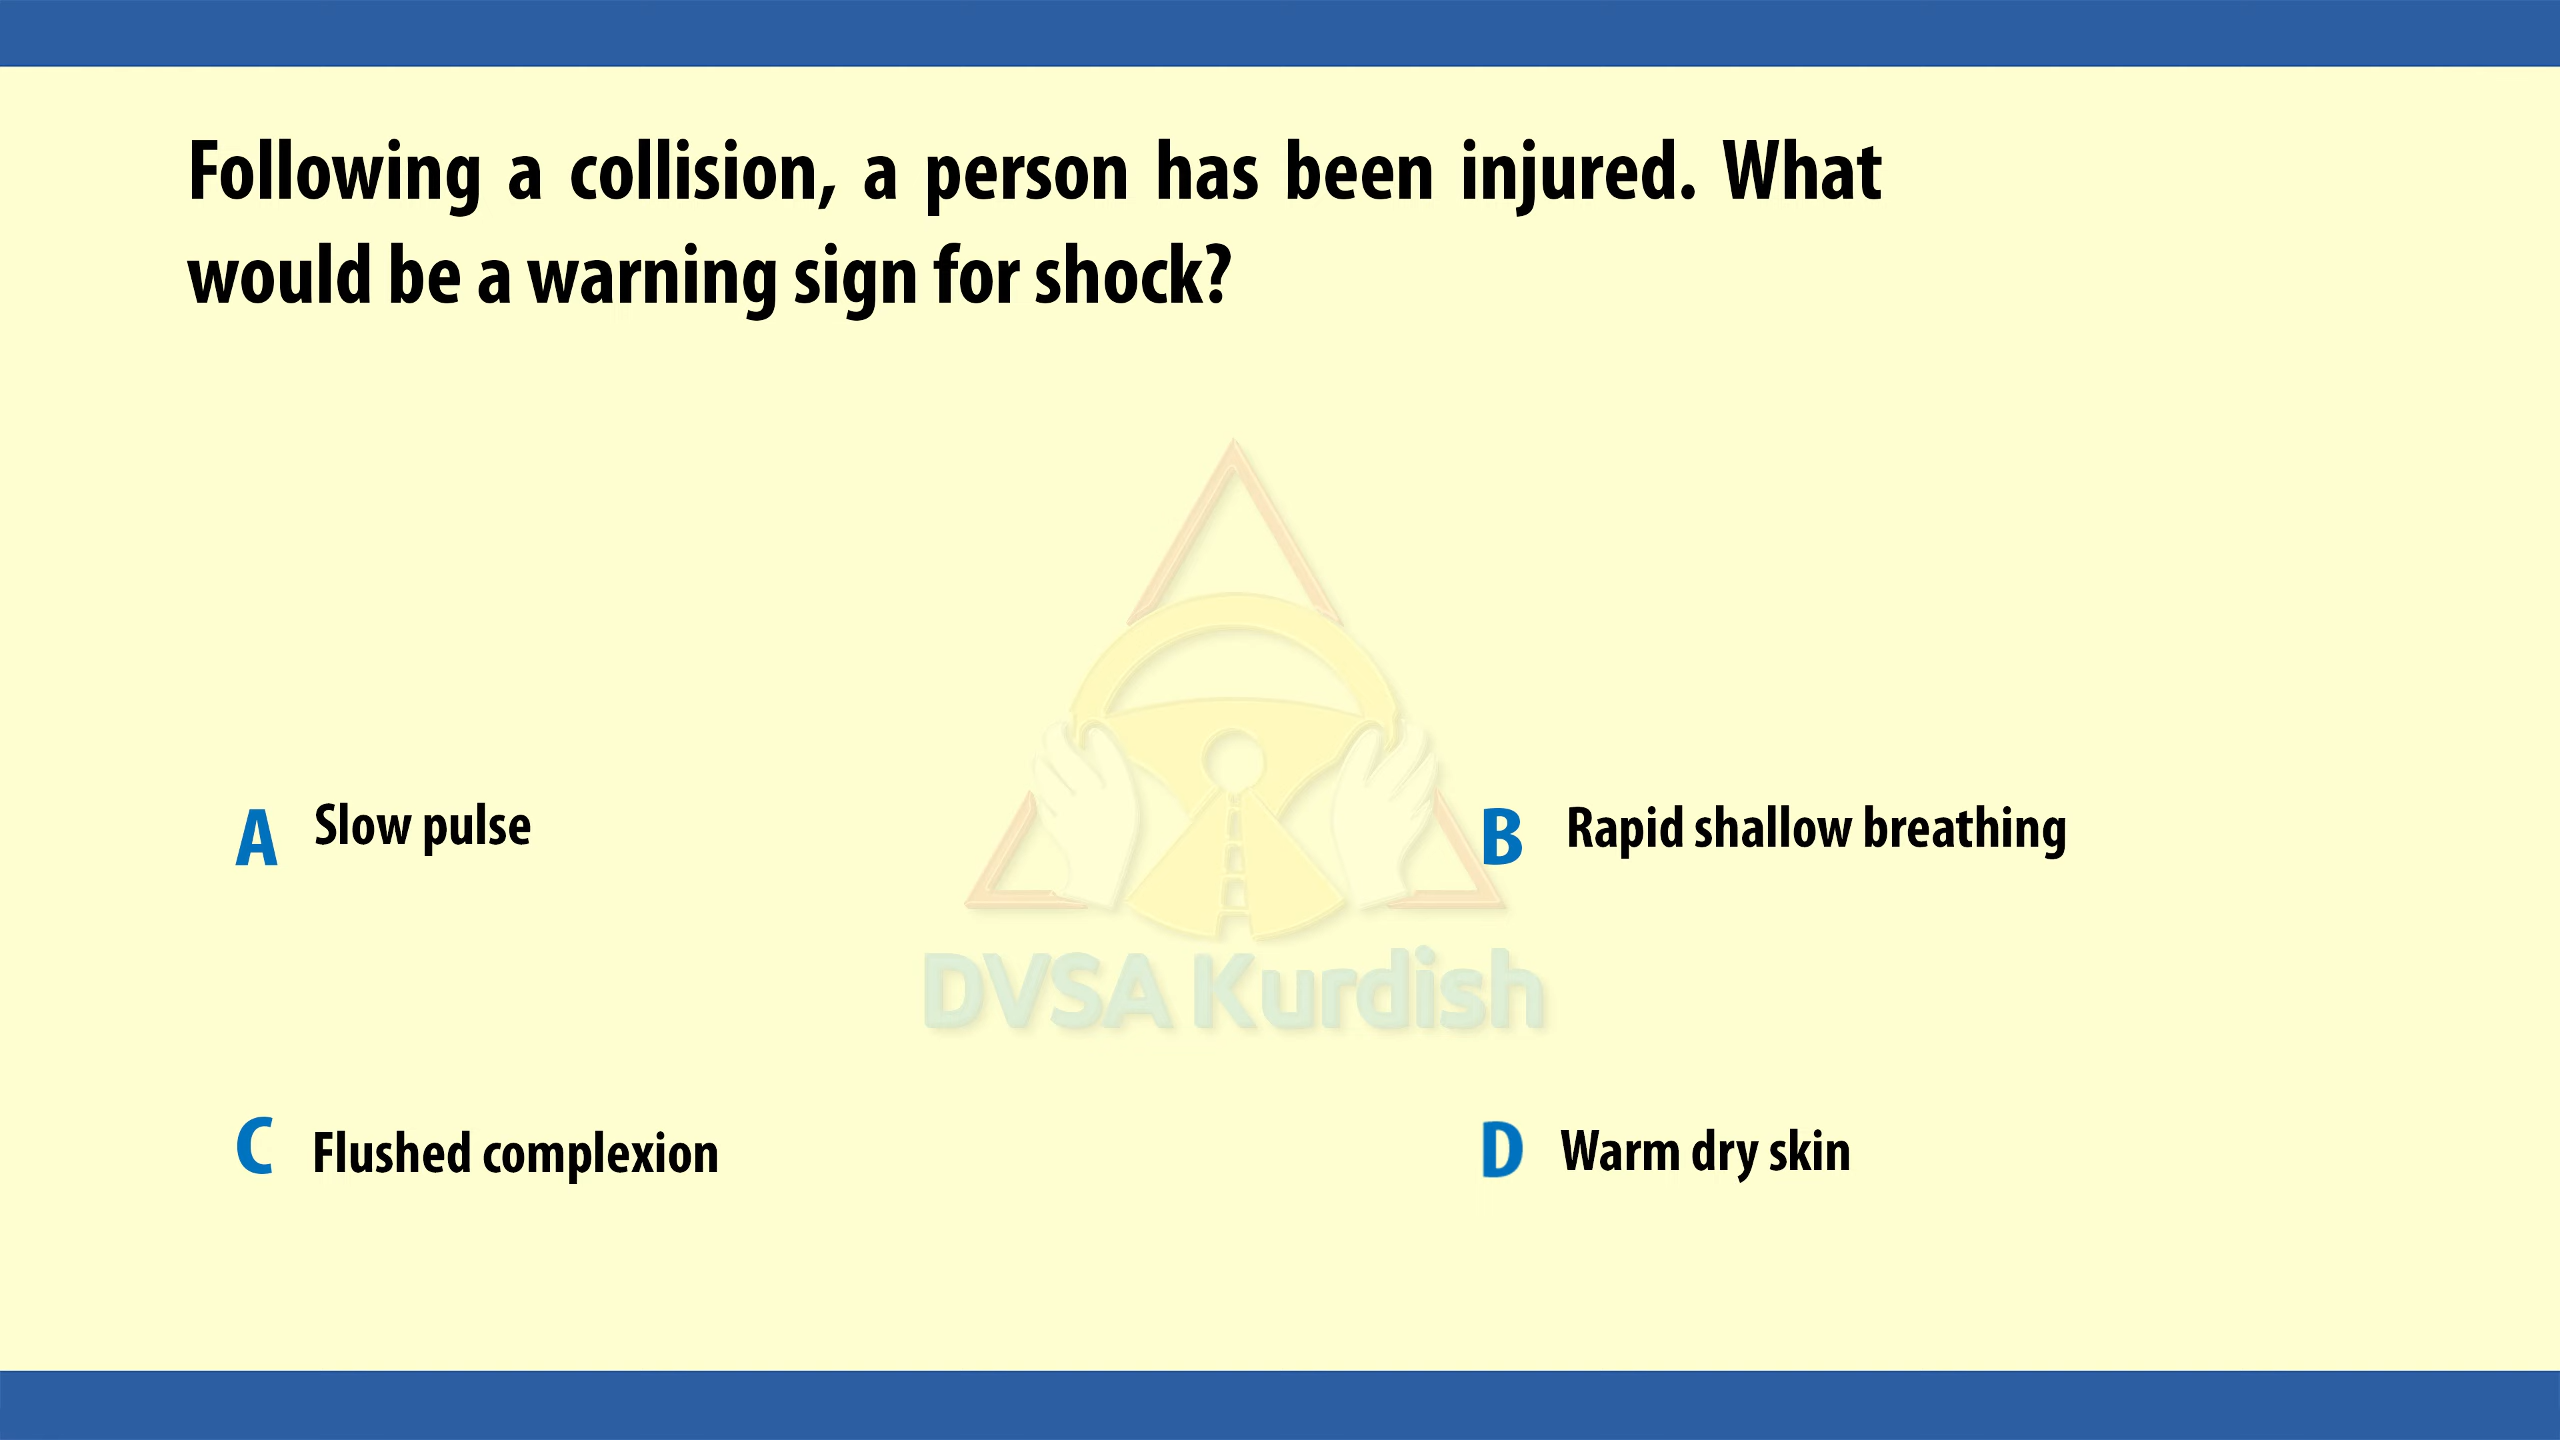 Following a collision, a person has been injured. What
would be a warning sign for shock?
A Slow pulse
B Rapid shallow breathing
DVSA Kurdish
C Flushed complexion
D Warm dry skin